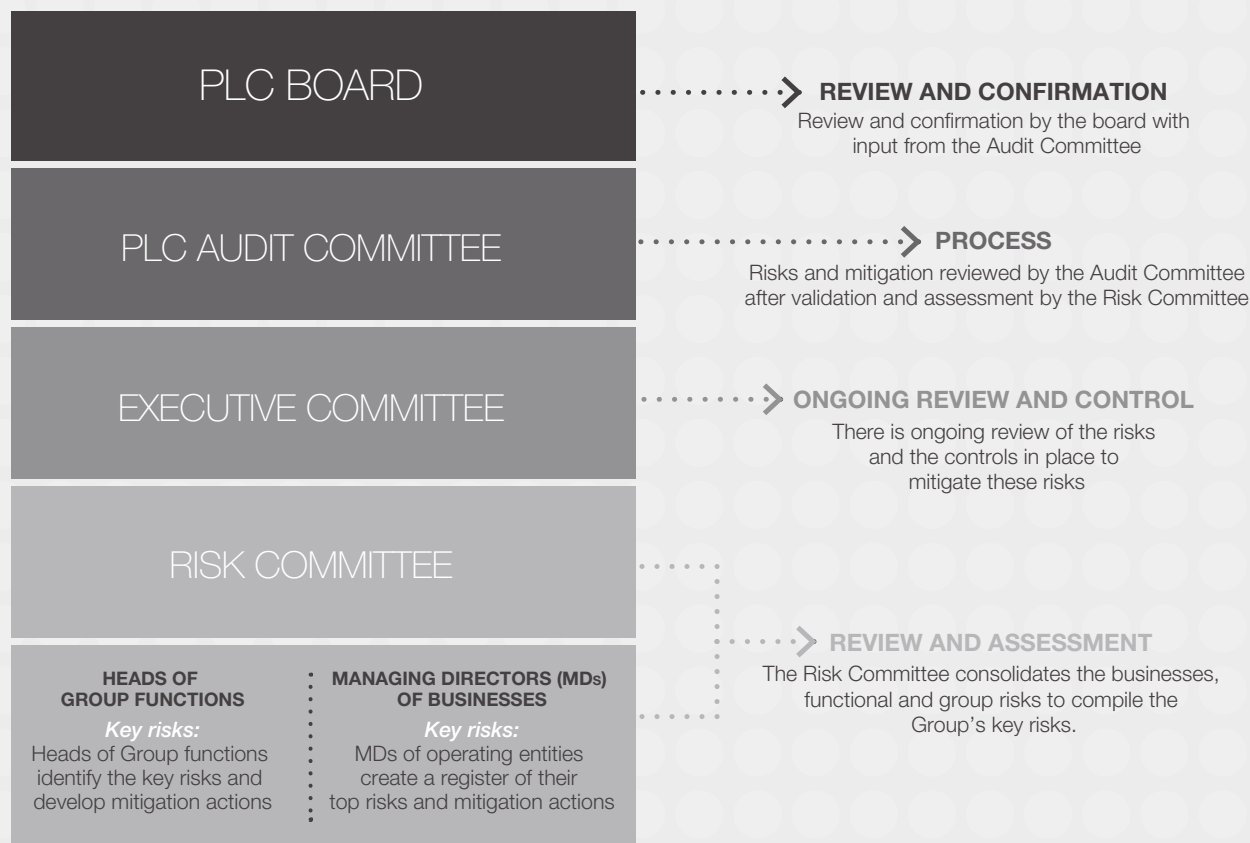 PLC BOARD
REVIEW AND CONFIRMATION
Review and confirmation by the board with
input from the Audit Committee
PLC AUDIT COMMITTEE
PROCESS
Risks and mitigation reviewed by the Audit Committee
after validation and assessment by the Risk Committee
EXECUTIVE COMMITTEE
ONGOING REVIEW AND CONTROL
There is ongoing review of the risks
and the controls in place to
mitigate these risks
RISK COMMITTEE
REVIEW AND ASSESSMENT
The Risk Committee consolidates the businesses,
functional and group risks to compile the
Group's key risks.
HEADS OF
GROUP FUNCTIONS
Key risks:
Heads of Group functions
identify the key risks and
develop mitigation actions
MANAGING DIRECTORS (MDs)
OF BUSINESSES
Key risks:
MDs of operating entities
create a register of their
top risks and mitigation actions